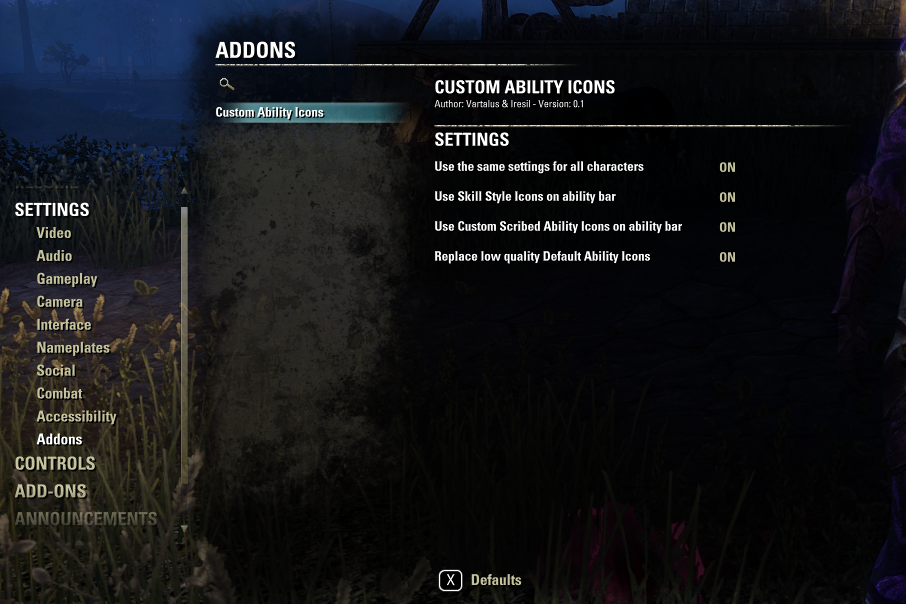 ADDONS
Custom Ability Icons
CUSTOM ABILITY ICONS
Author: Vartalus & Iresil - Version: 0.1
SETTINGS
Use the same settings for all characters ON
Use Skill Style Icons on ability bar ON
Use Custom Scribed Ability Icons on ability bar ON
Replace low quality Default Ability Icons ON
SETTINGS
Video
Audio
Gameplay
Camera
Interface
Nameplates
Social
Combat
Accessibility
Addons
CONTROLS
ADD-ONS
ANNOUNCEMENTS
X Defaults